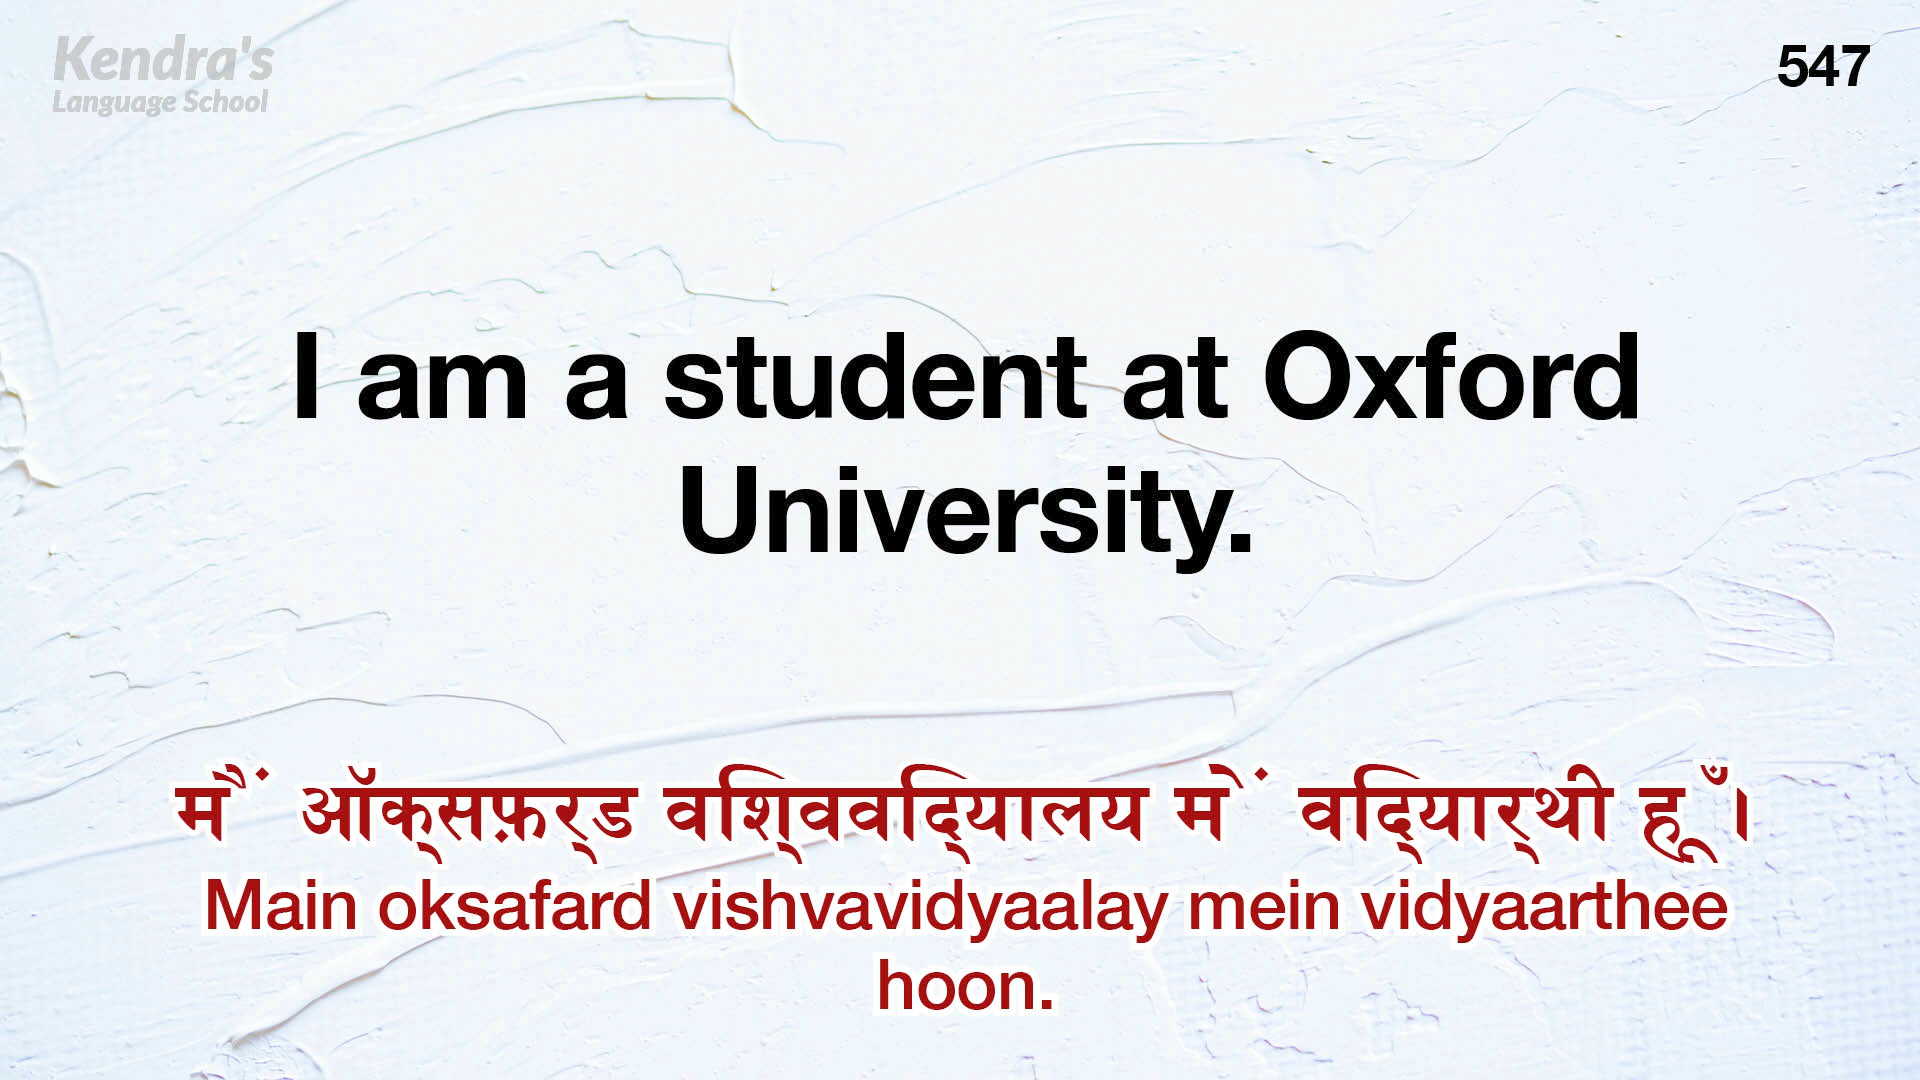 Kendra's
Language School
547
I am a student at Oxford
University.
मैं ऑक्सफ़र्ड विश्वविद्यालय में विद्यार्थी हूँ।
Main oksafard vishvavidyaalay mein vidyaarthee
hoon.